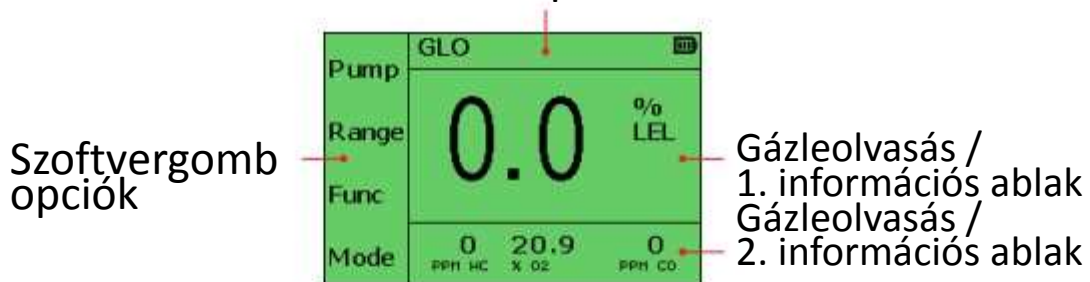 GLO
Pump
0.0
%
LEL
Range
Func
Mode
0
PPM HC
20.9
% O2
0
PPM CO
Szoftvergomb
opciók
Gázleolvasás /
1. információs ablak
Gázleolvasás /
2. információs ablak